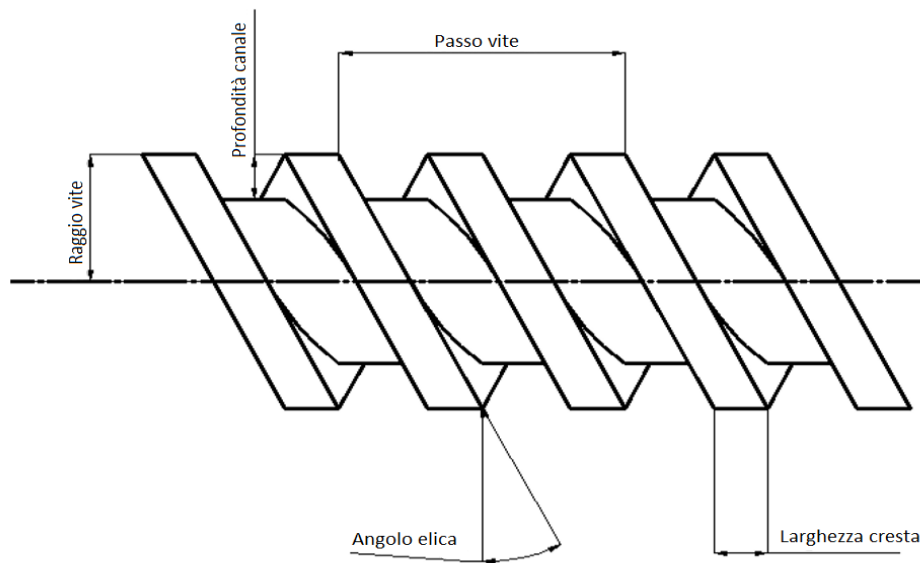 Passo vite
Profondità canale
Raggio vite
Angolo elica
Larghezza cresta